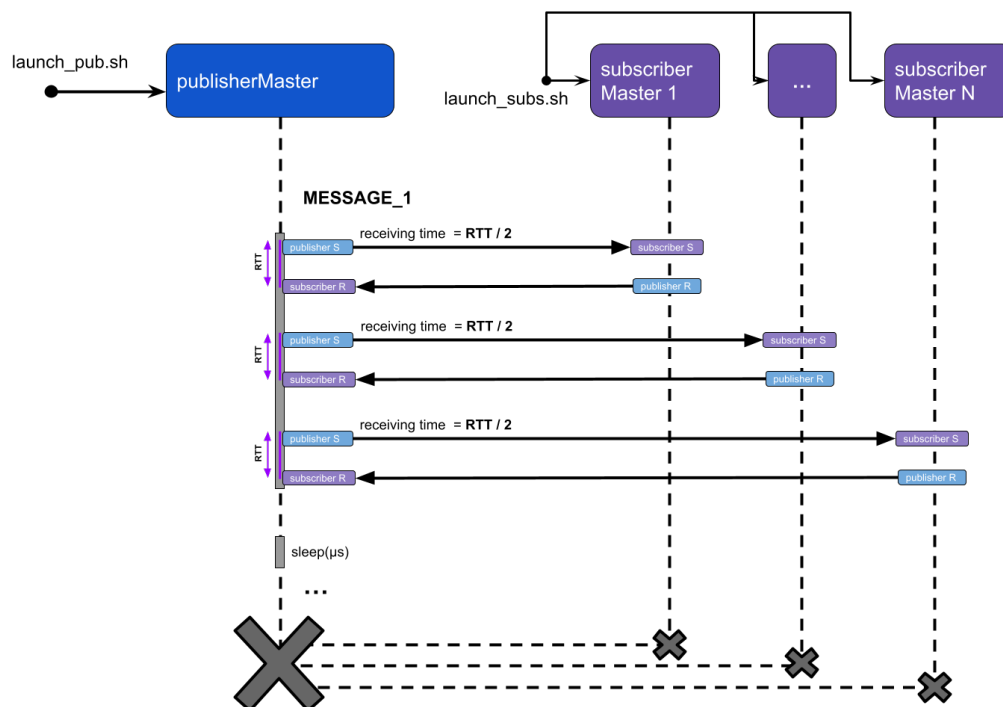 launch_pub.sh
publisherMaster
launch_subs.sh
subscriber
Master 1
...
subscriber
Master N
MESSAGE_1
RTT
publisher S
receiving time = RTT / 2
subscriber S
subscriber R
publisher R
RTT
publisher S
receiving time = RTT / 2
subscriber S
subscriber R
publisher R
RTT
publisher S
receiving time = RTT / 2
subscriber S
subscriber R
publisher R
sleep(µs)
...